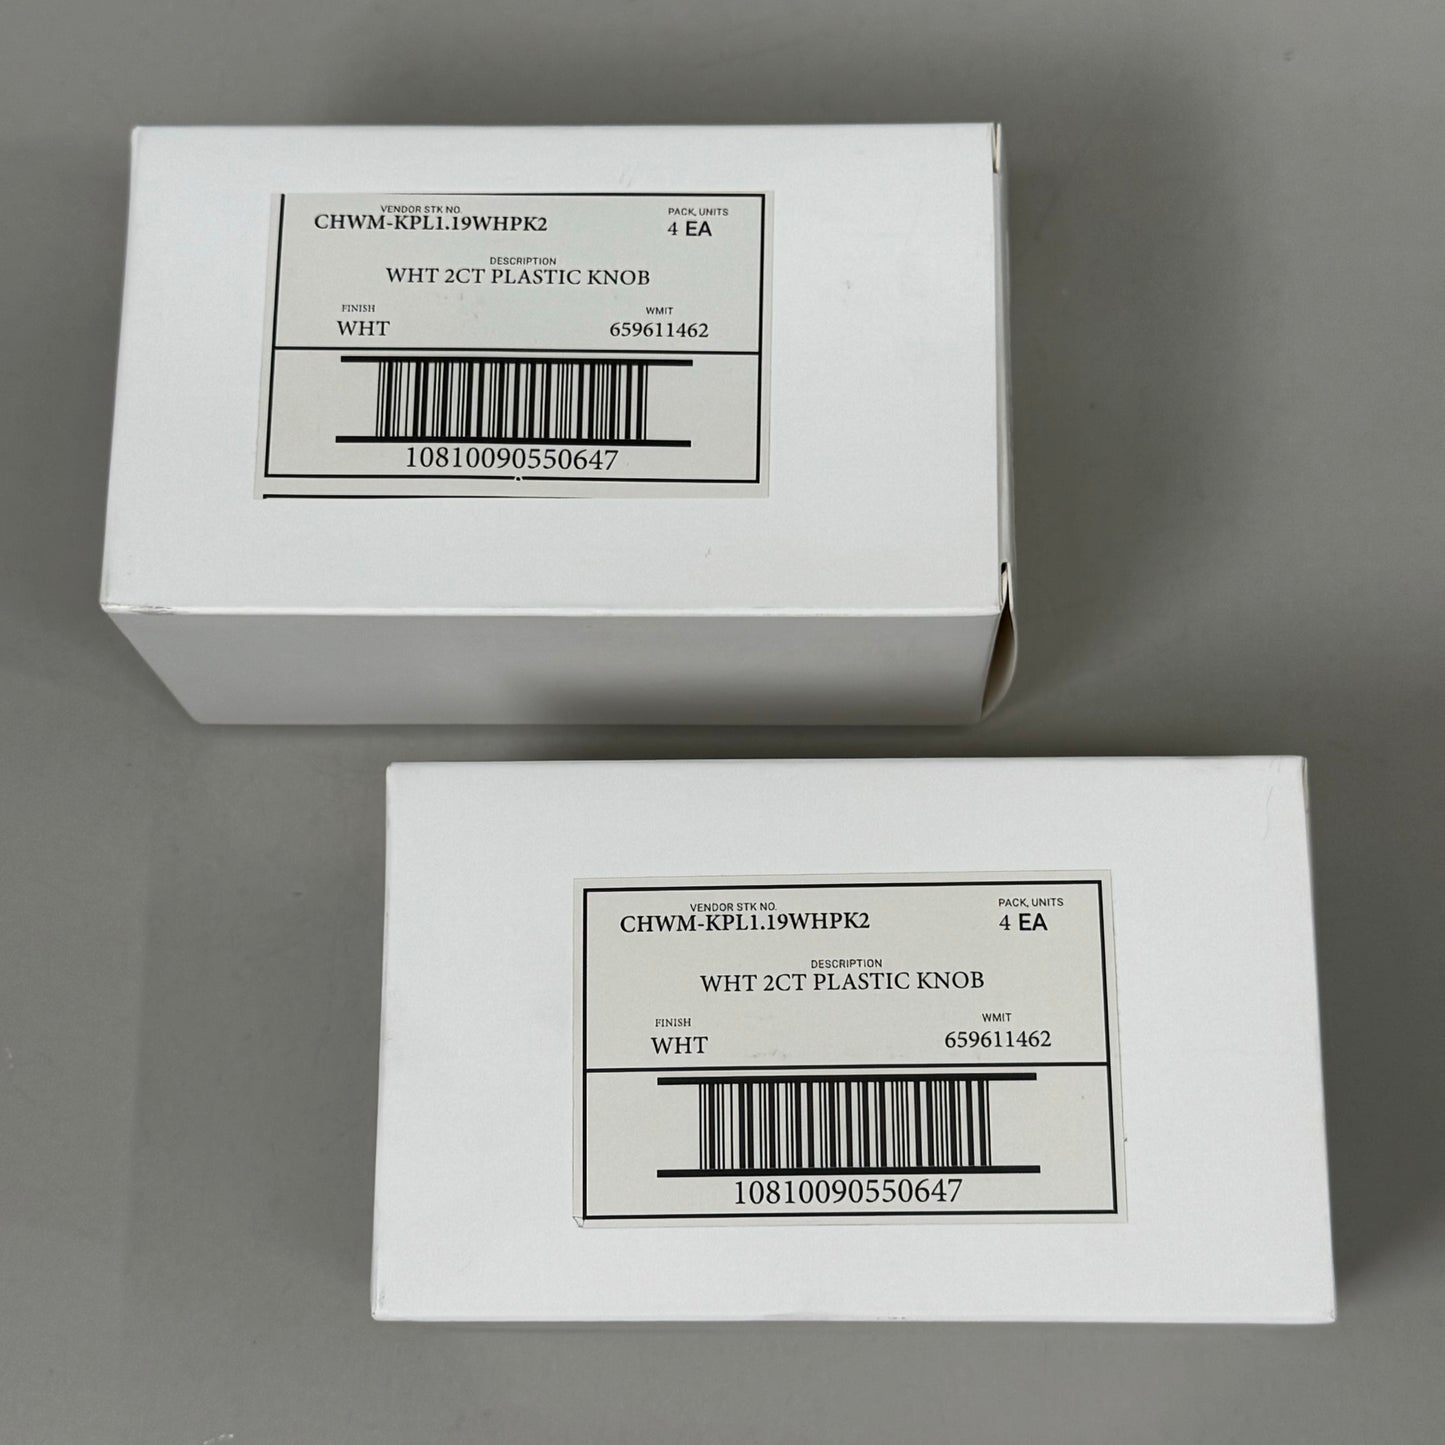 VENDOR STK NO. PACK, UNITS
CHWM-KPL1.19WHPK2 4 EA
DESCRIPTION
WHT 2CT PLASTIC KNOB
FINISH WMIT
WHT 659611462
10810090550647
VENDOR STK NO. PACK, UNITS
CHWM-KPL1.19WHPK2 4 EA
DESCRIPTION
WHT 2CT PLASTIC KNOB
FINISH WMIT
WHT 659611462
10810090550647